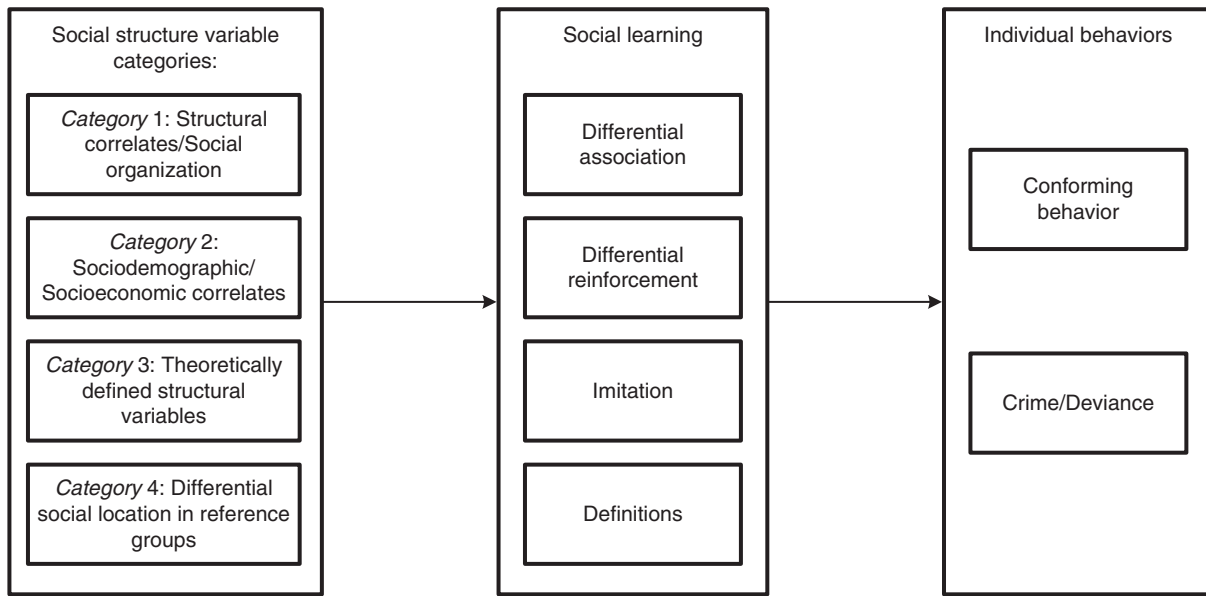 Social structure variable
categories:
Category 1: Structural
correlates/Social
organization
Category 2:
Sociodemographic/
Socioeconomic correlates
Category 3: Theoretically
defined structural
variables
Category 4: Differential
social location in reference
groups
Social learning
Differential
association
Differential
reinforcement
Imitation
Definitions
Individual behaviors
Conforming
behavior
Crime/Deviance